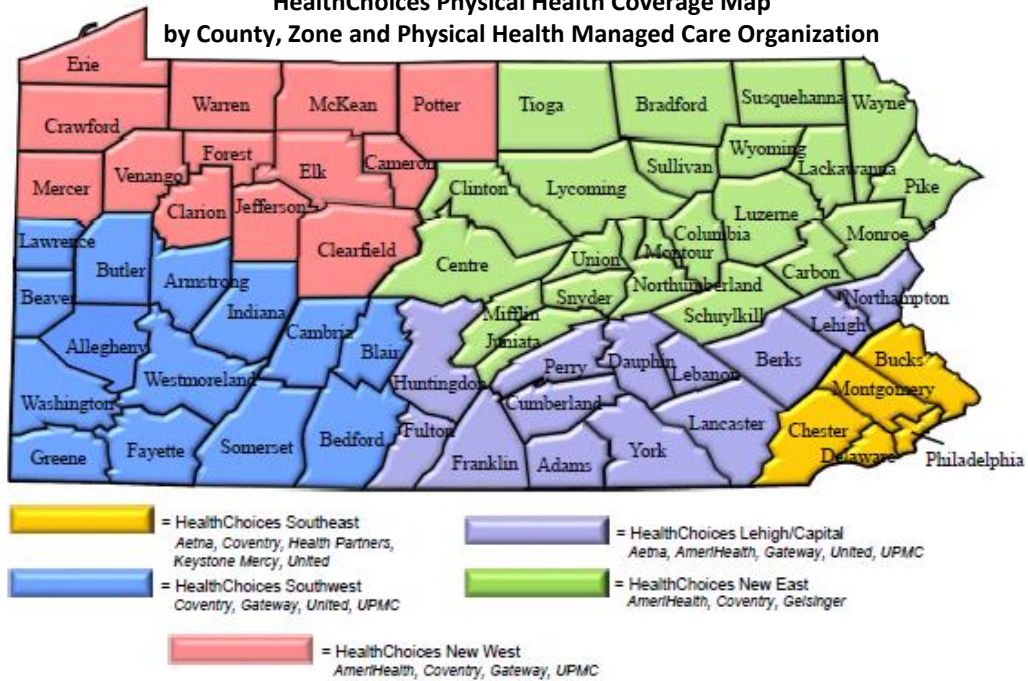 HealthChoices Physical Health Coverage Map
by County, Zone and Physical Health Managed Care Organization
Erie
Warren
McKean
Potter
Tioga
Bradford
Susquehanna
Wayne
Crawford
Forest
Wyoming
Venango
Elk
Cameron
Sullivan
Lackawanna
Mercer
Clinton
Lycoming
Pike
Clarion
Jefferson
Luzerne
Columbia
Monroe
Lawrence
Clearfield
Montour
Butler
Centre
Union
Carbon
Armstrong
Northumberland
Beaver
Snyder
Northampton
Indiana
Mifflin
Schuylkill
Lehigh
Cambria
Juniata
Allegheny
Blair
Perry
Dauphin
Berks
Bucks
Westmoreland
Huntingdon
Lebanon
Montgomery
Washington
Cumberland
Fulton
Lancaster
Chester
Greene
Fayette
Somerset
Bedford
Franklin
Adams
York
Delaware
Philadelphia
= HealthChoices Southeast
Aetna, Coventry, Health Partners,
Keystone Mercy, United
= HealthChoices Lehigh/Capital
Aetna, AmeriHealth, Gateway, United, UPMC
= HealthChoices Southwest
Coventry, Gateway, United, UPMC
= HealthChoices New East
AmeriHealth, Coventry, Geisinger
= HealthChoices New West
AmeriHealth, Coventry, Gateway, UPMC